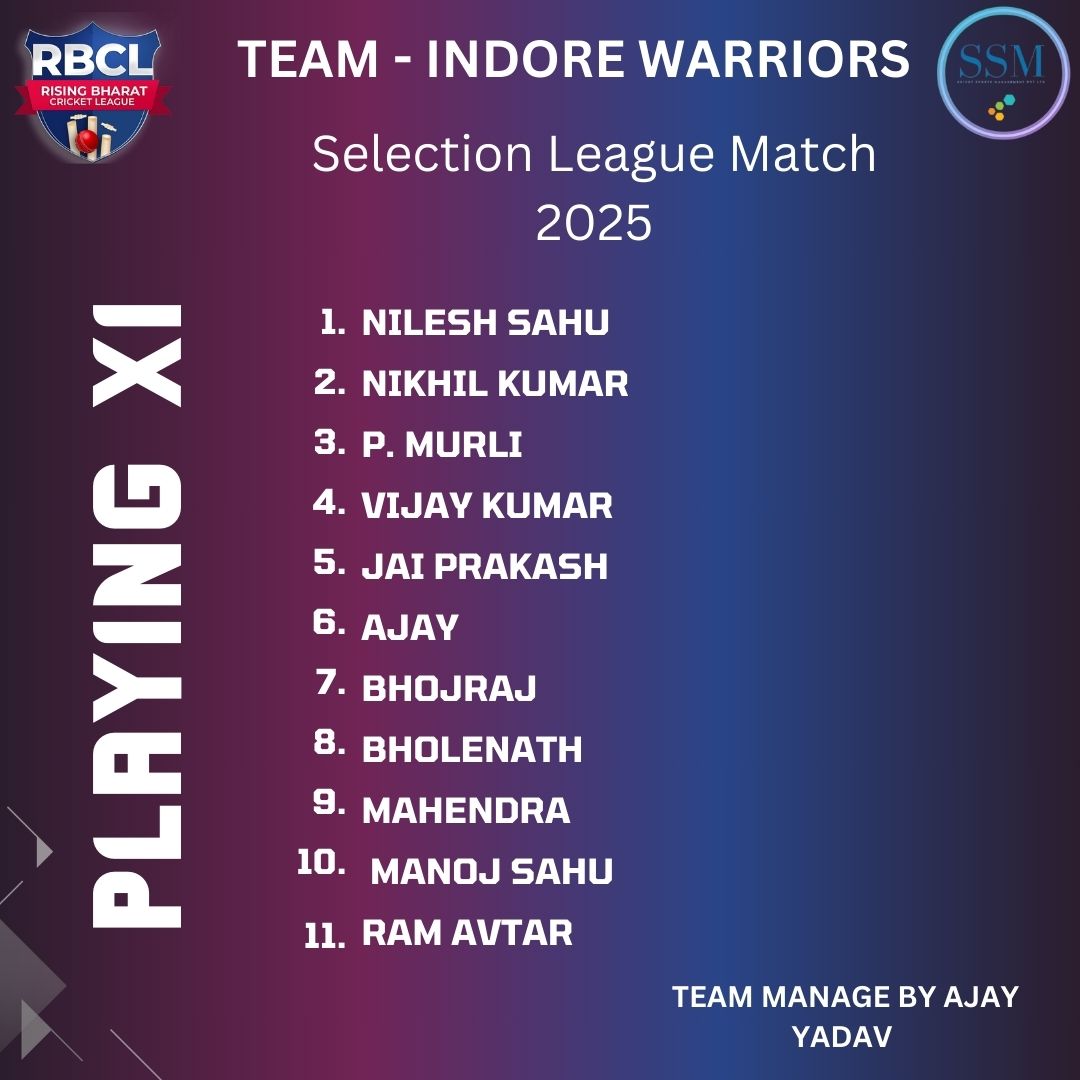 RBCL
RISING BHARAT
CRICKET LEAGUE
TEAM - INDORE WARRIORS
SSM
Selection League Match
2025
PLAYING XI
1. NILESH SAHU
2. NIKHIL KUMAR
3. P. MURLI
4. VIJAY KUMAR
5. JAI PRAKASH
6. AJAY
7. BHOJRAJ
8. BHOLENATH
9. MAHENDRA
10. MANOJ SAHU
11. RAM AVTAR
TEAM MANAGE BY AJAY
YADAV